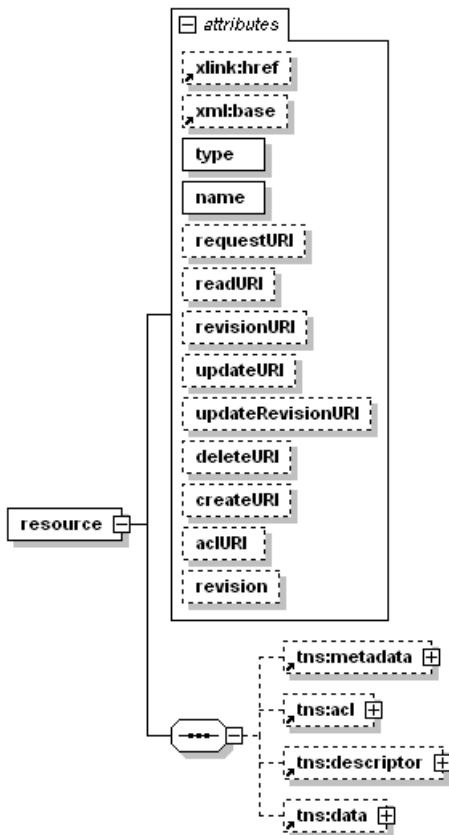 attributes
xlink:href
xml:base
type
name
requestURI
readURI
revisionURI
updateURI
updateRevisionURI
deleteURI
createURI
aclURI
revision
resource
tns:metadata
tns:acl
tns:descriptor
tns:data